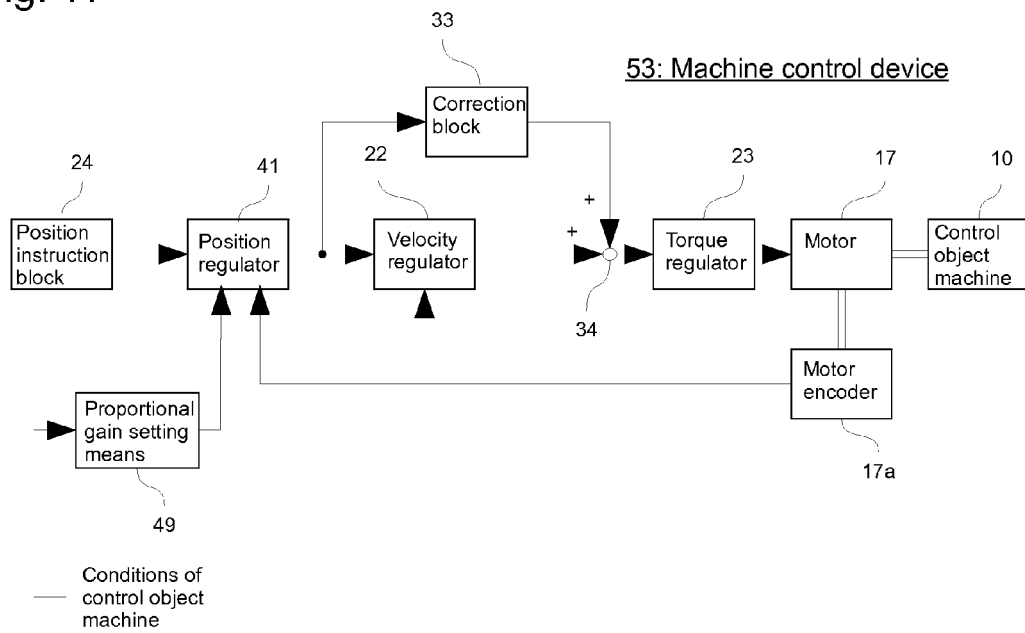 33
53: Machine control device
Correction
block
24
41
22
23
17
10
+
+
Position
instruction
block
Position
regulator
Velocity
regulator
Torque
regulator
Motor
Control
object
machine
34
Proportional
gain setting
means
Motor
encoder
17a
49
Conditions of
control object
machine